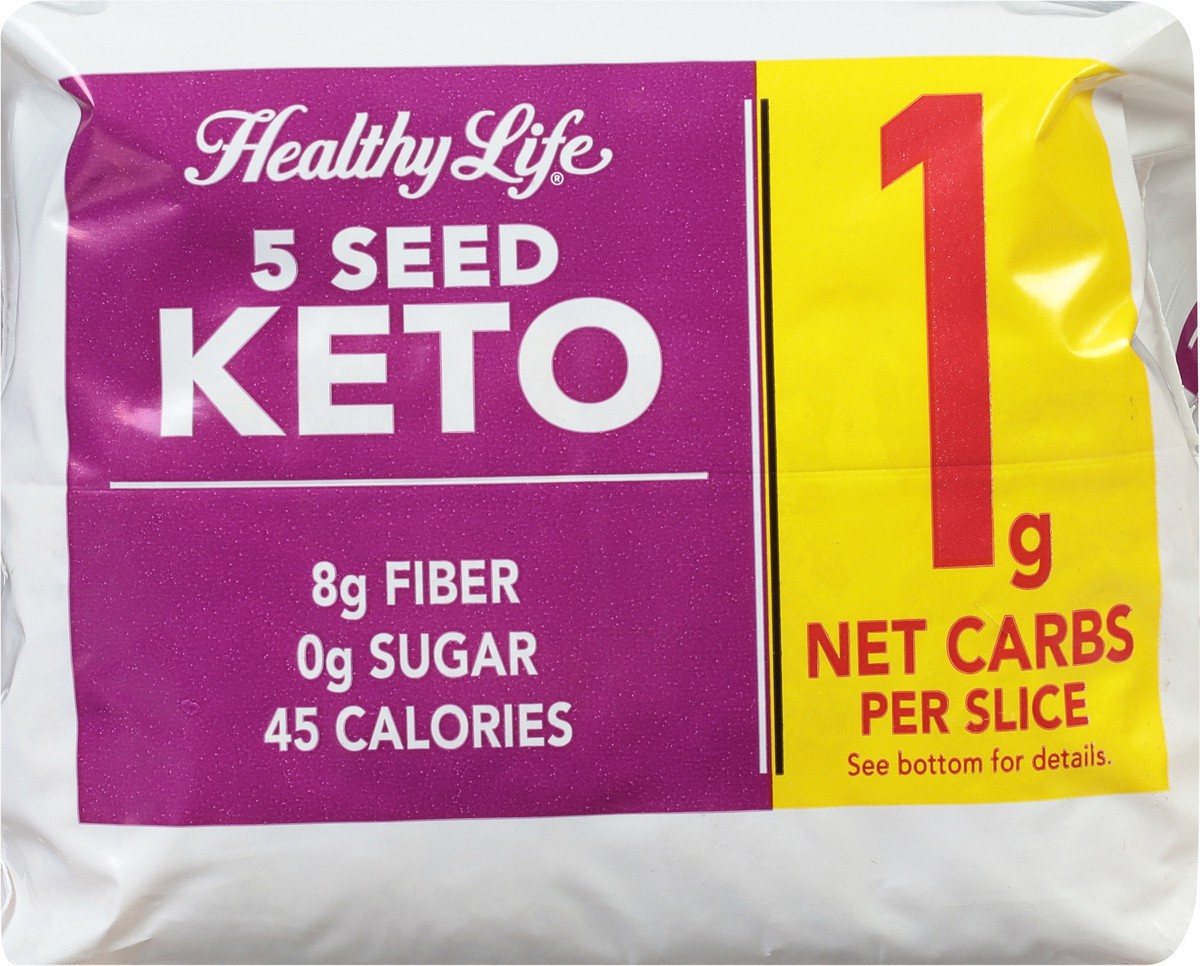 Healthy Life®
5 SEED
KETO
8g FIBER
0g SUGAR
45 CALORIES
1g
NET CARBS
PER SLICE
See bottom for details.